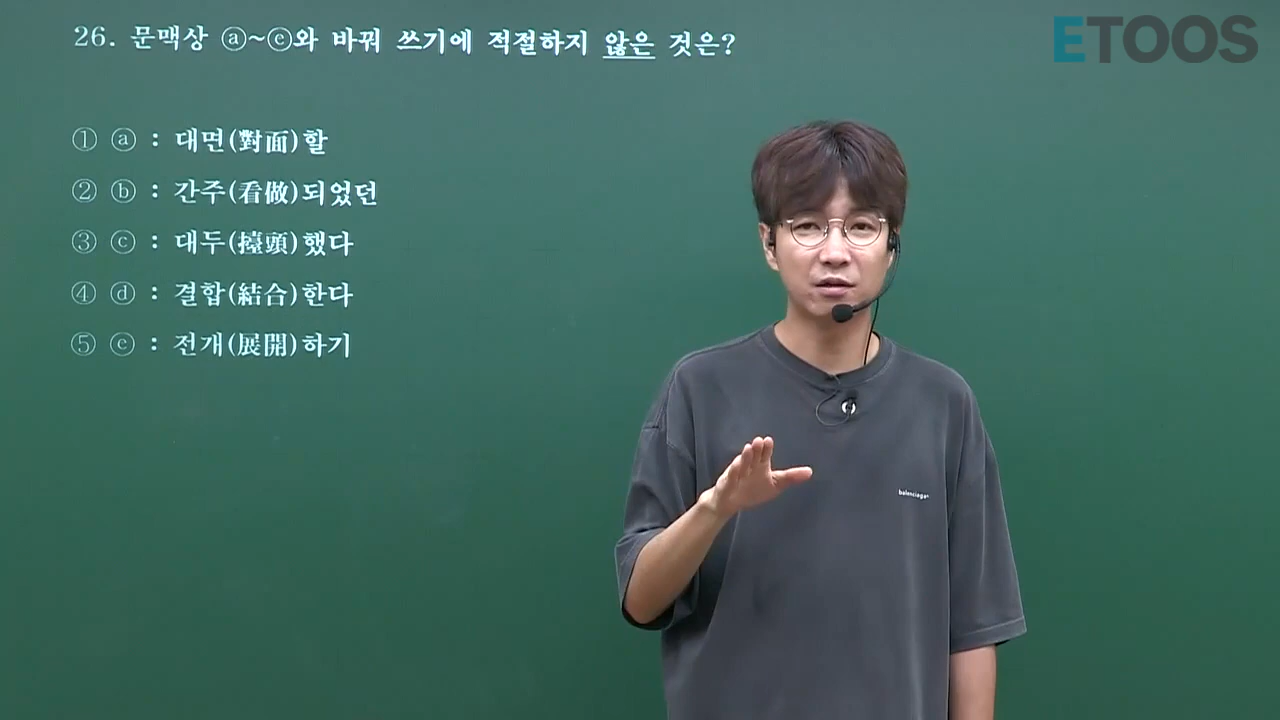 26. 문맥상 ⓐ~ⓔ와 바꿔 쓰기에 적절하지 않은 것은?
ETOOS
① ⓐ : 대면(對面)할
② ⓑ : 간주(看做)되었던
③ ⓒ : 대두(擡頭)했다
④ ⓓ : 결합(結合)한다
⑤ ⓔ : 전개(展開)하기
balenciaga